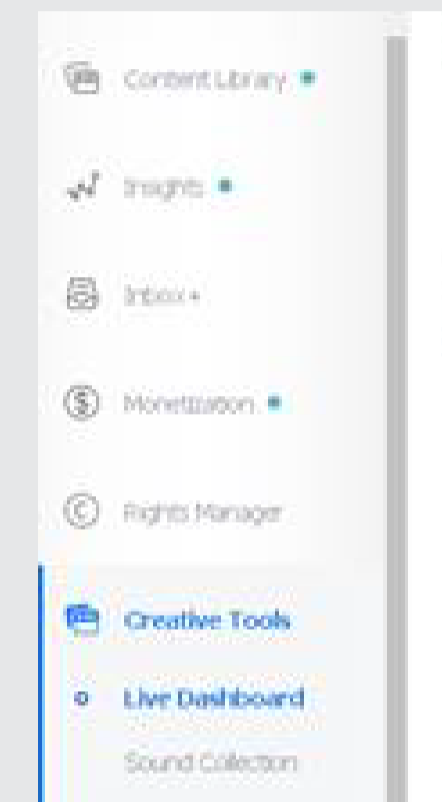 Content Library
Insights
Inbox +
Monetization
Rights Manager
Creative Tools
Live Dashboard
Sound Collection